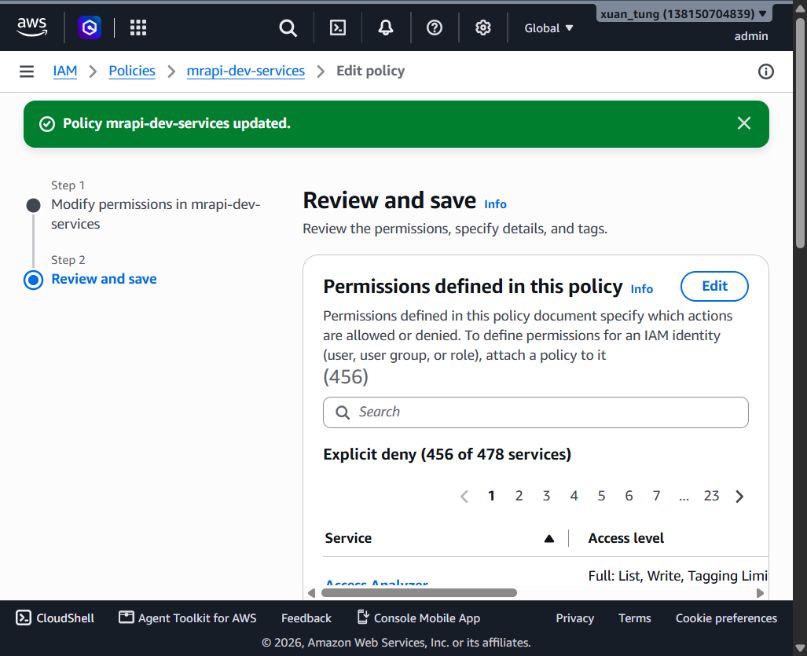 aws
Global
xuan_tung (138150704839)
admin
IAM
Policies
mrapi-dev-services
Edit policy
Policy mrapi-dev-services updated.
Step 1
Modify permissions in mrapi-dev-
services
Step 2
Review and save
Review and save Info
Review the permissions, specify details, and tags.
Permissions defined in this policy Info
Edit
Permissions defined in this policy document specify which actions
are allowed or denied. To define permissions for an IAM identity
(user, user group, or role), attach a policy to it
(456)
Search
Explicit deny (456 of 478 services)
1 2 3 4 5 6 7 ... 23
Service Access level
Access Analyzer Full: List, Write, Tagging Limi
CloudShell Agent Toolkit for AWS Feedback Console Mobile App Privacy Terms Cookie preferences
© 2026, Amazon Web Services, Inc. or its affiliates.